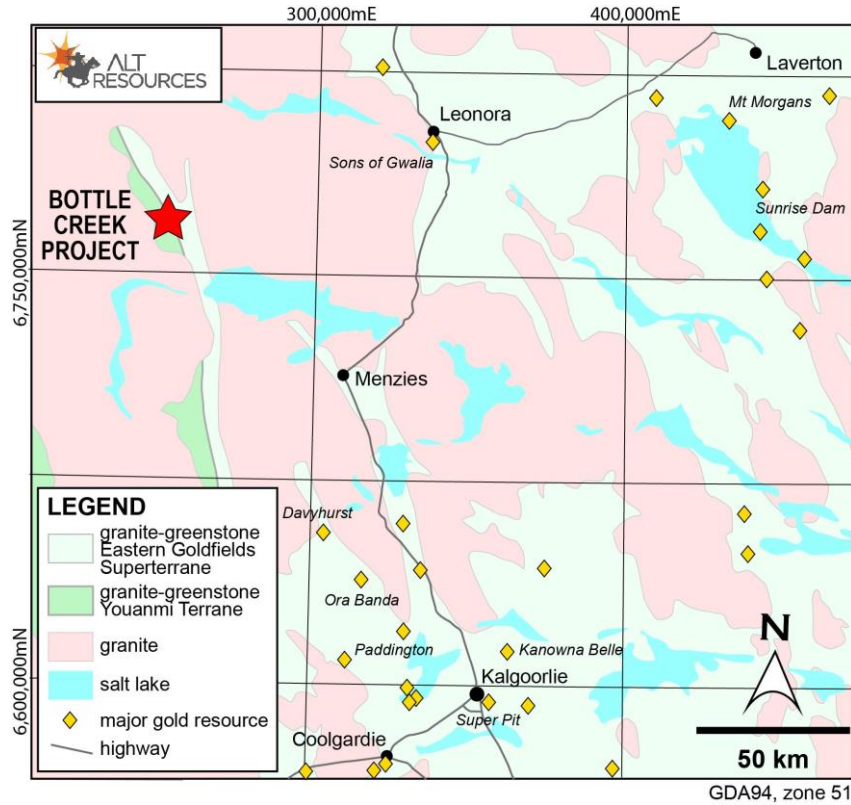 300,000mE
400,000mE
ALT
RESOURCES
Laverton
Mt Morgans
Leonora
Sons of Gwalia
BOTTLE
CREEK
PROJECT
Sunrise Dam
6,750,000mN
Menzies
LEGEND
granite-greenstone
Eastern Goldfields
Superterrane
granite-greenstone
Youanmi Terrane
granite
salt lake
major gold resource
highway
Davyhurst
Ora Banda
Paddington
Kanowna Belle
Kalgoorlie
Super Pit
Coolgardie
6,600,000mN
N
50 km
GDA94, zone 51